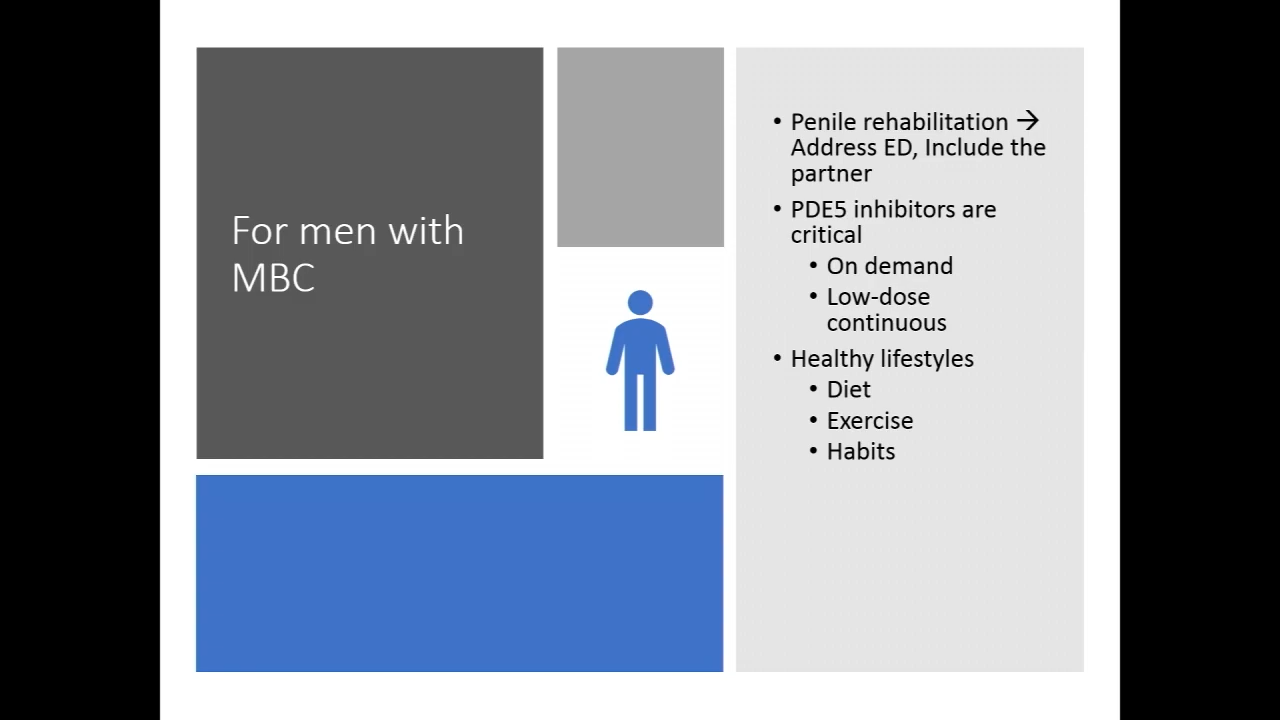 For men with
MBC
• Penile rehabilitation →
Address ED, Include the
partner
• PDE5 inhibitors are
critical
• On demand
• Low-dose
continuous
• Healthy lifestyles
• Diet
• Exercise
• Habits